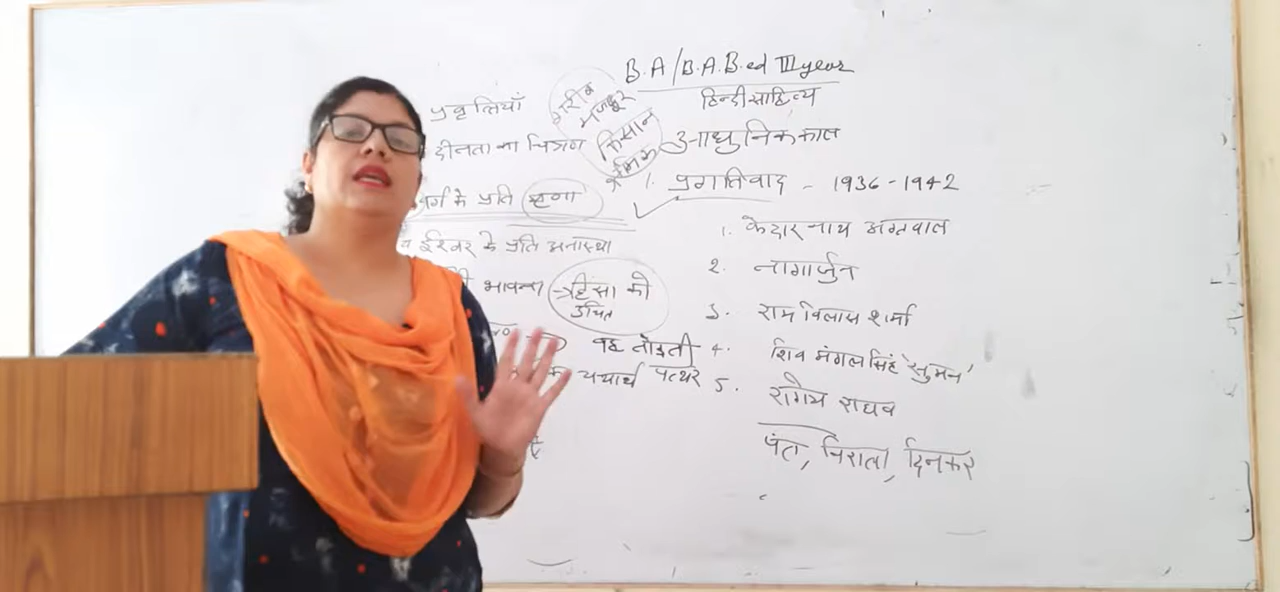 B.A/B.A.B.ed III year
हिन्दी साहित्य
आधुनिक काल
1. प्रगतिवाद - 1936-1942
1. केदार नाथ अग्रवाल
2. नागार्जुन
3. राम विलास शर्मा
4. शिव मंगल सिंह 'सुमन'
5. रांगेय राघव
पंत, निराला, दिनकर
प्रवृत्तियाँ
गरीब
मजदूर
किसान
श्रमिक
दीनता का चित्रण
वर्ग के प्रति घृणा
व ईश्वर के प्रति अनास्था
की भावना → हिंसा को
उचित
वह तोड़ती
पत्थर
यथार्थ